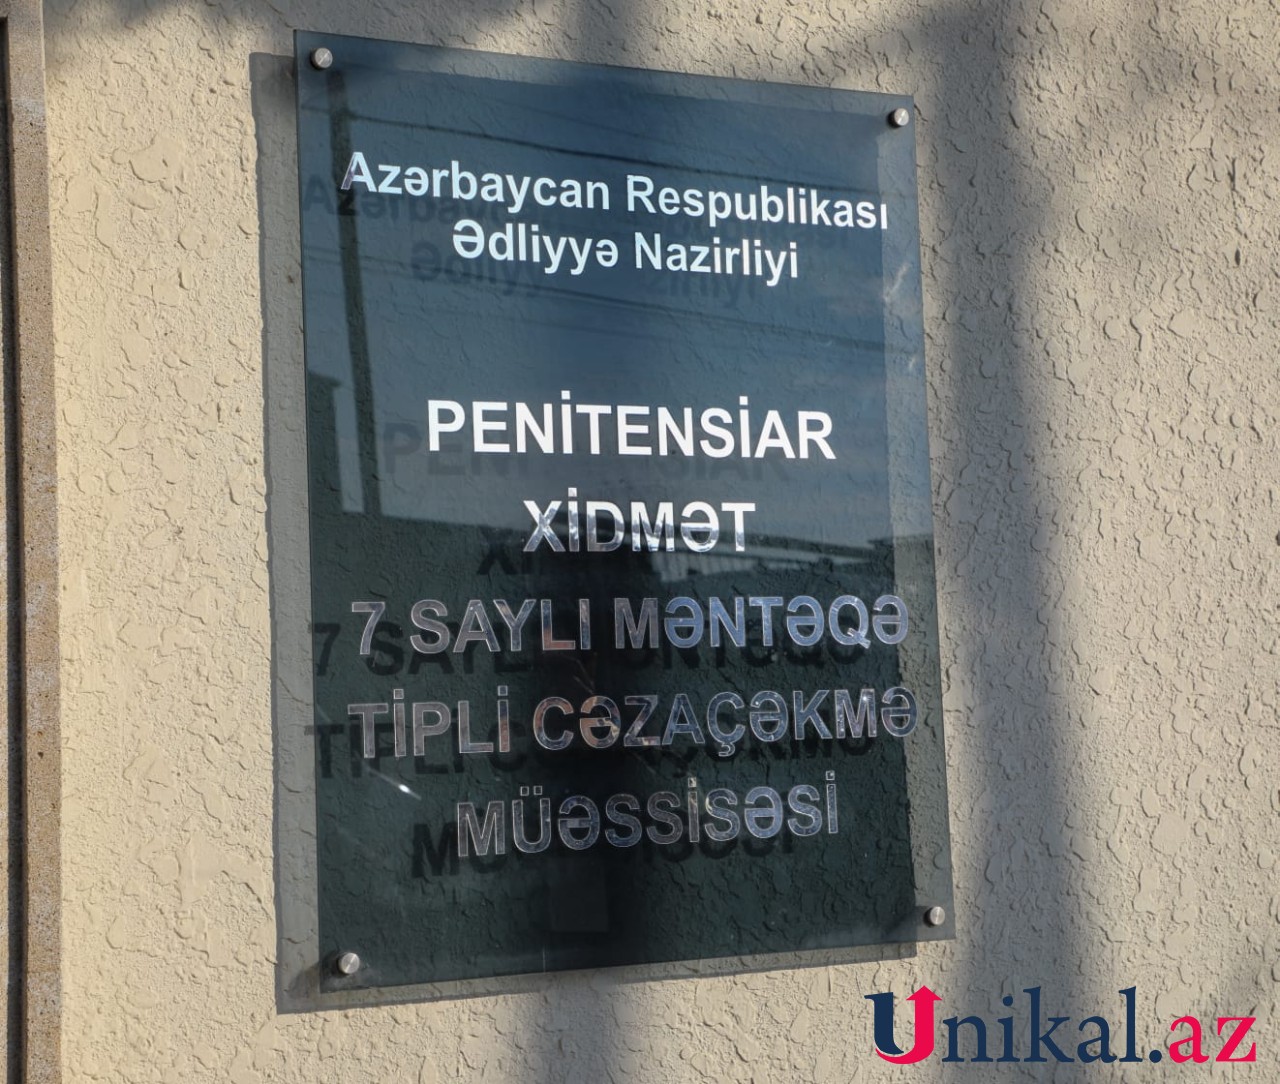 Azərbaycan Respublikası
Ədliyyə Nazirliyi
PENİTENSİAR
XİDMƏT
7 SAYLI MƏNTƏQƏ
TİPLİ CƏZAÇƏKMƏ
MÜƏSSİSƏSİ
Unikal.az